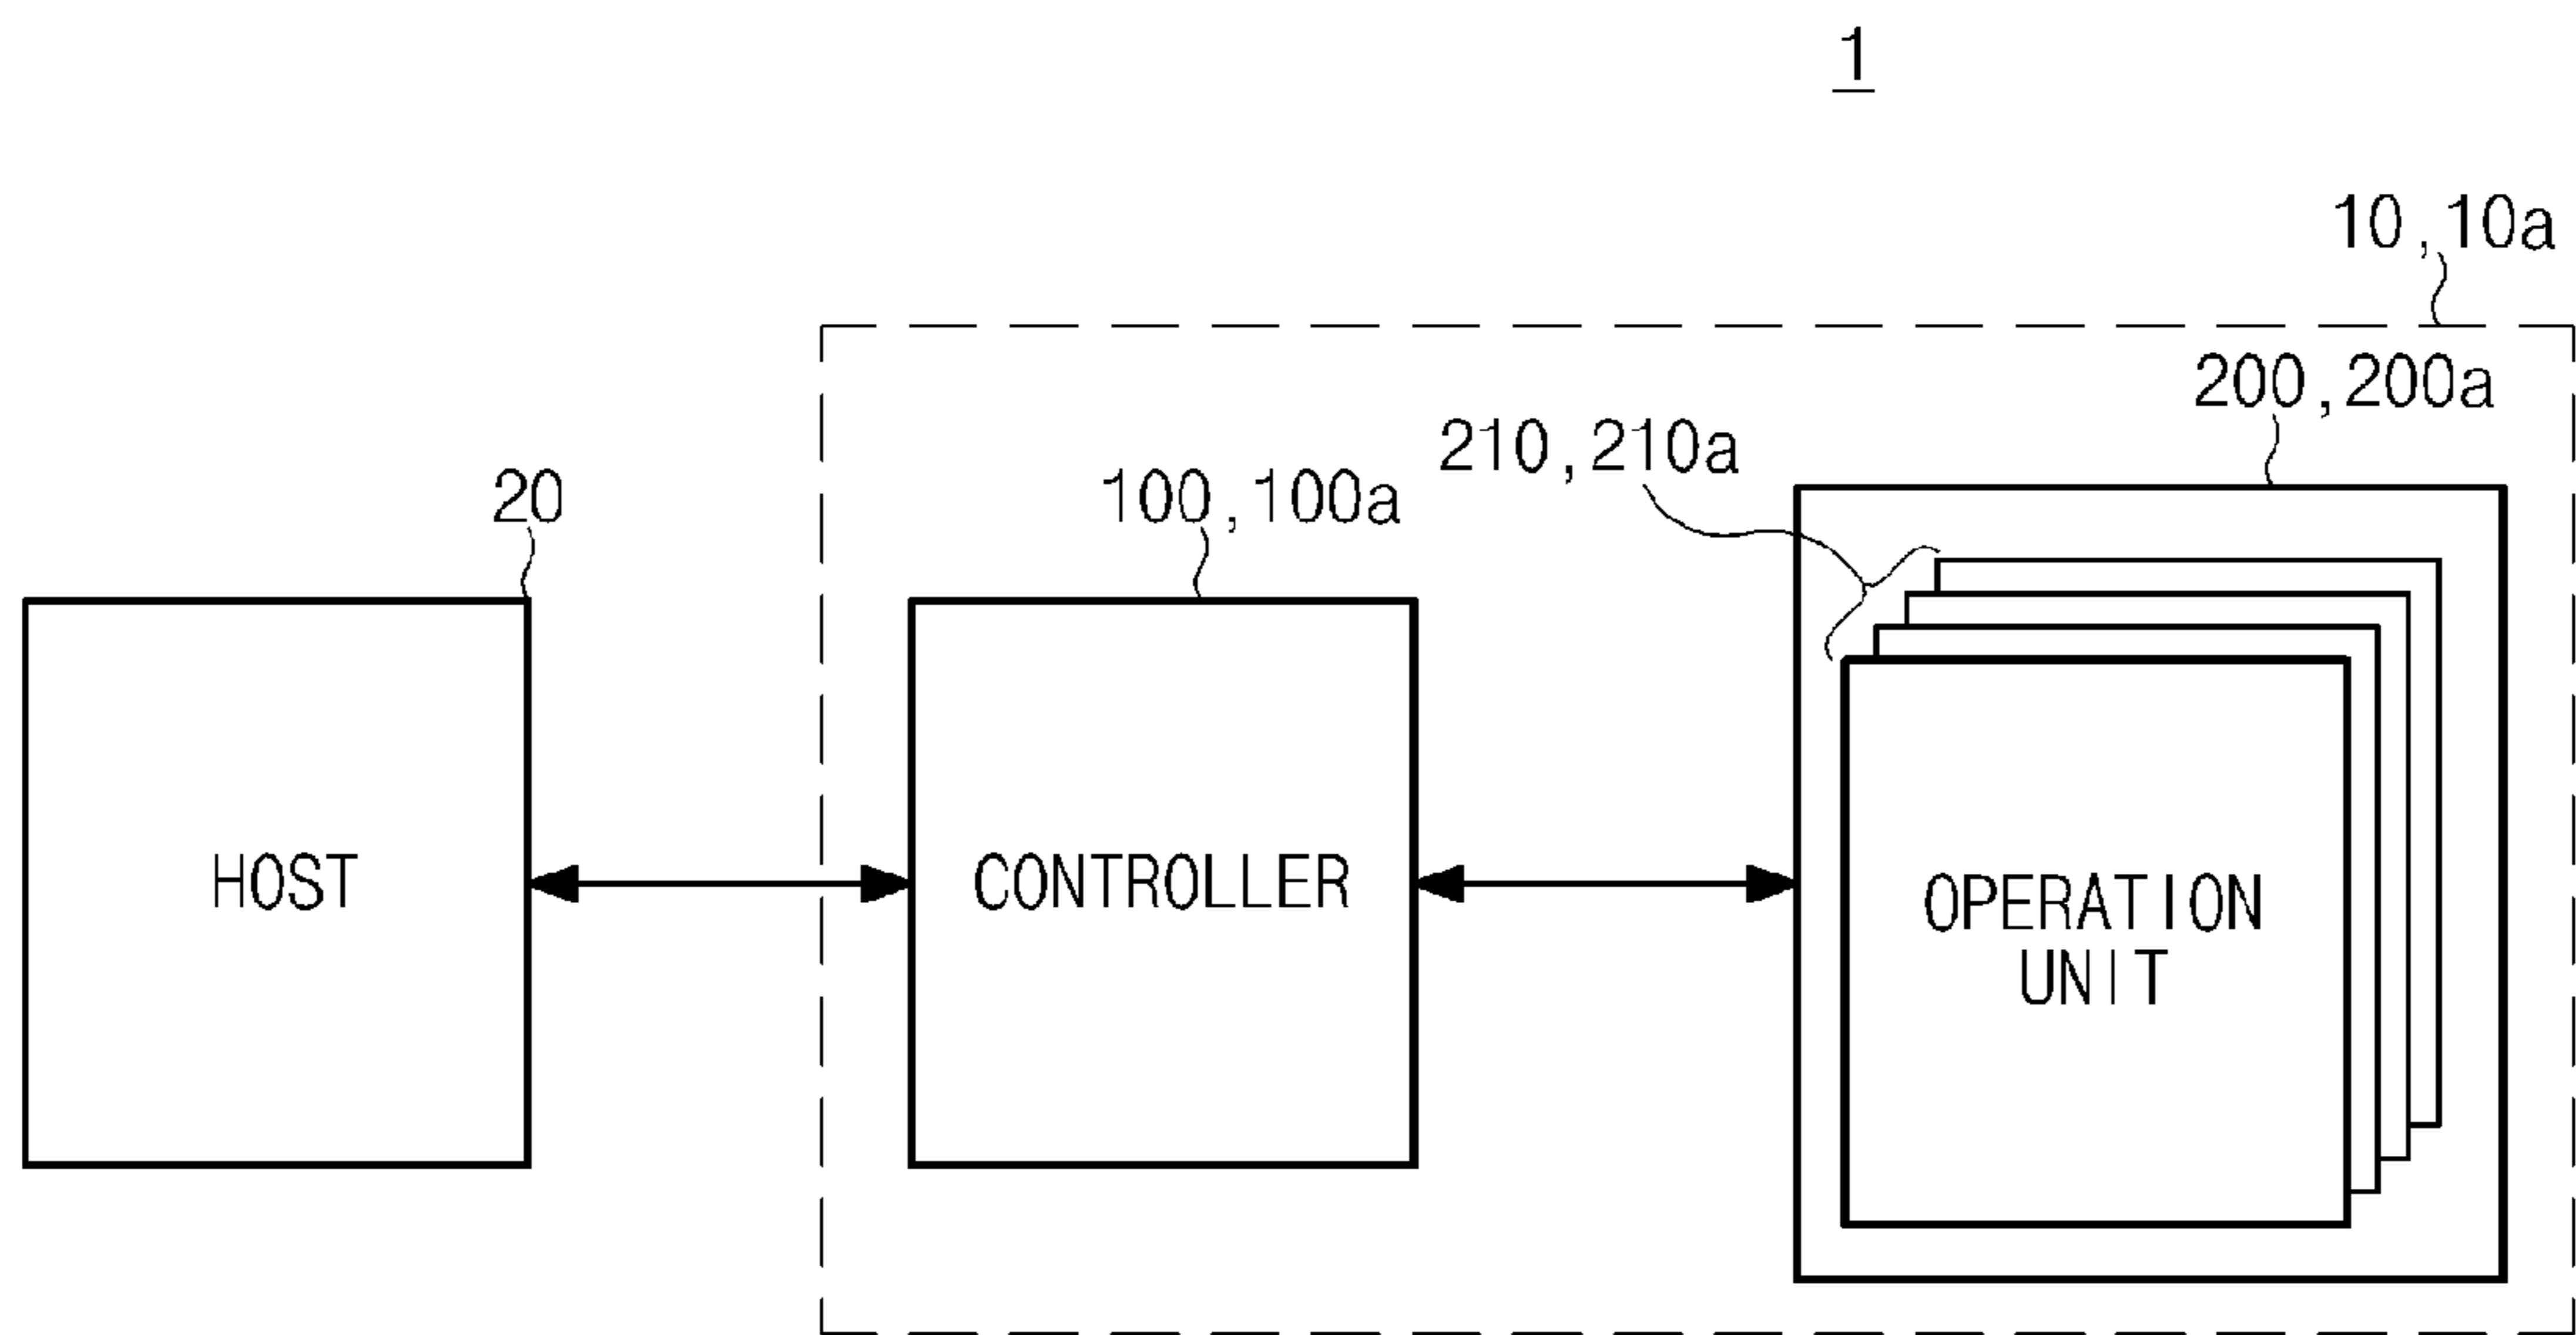 1
10,10a
200,200a
210,210a
20
100,100a
HOST
CONTROLLER
OPERATION
UNIT